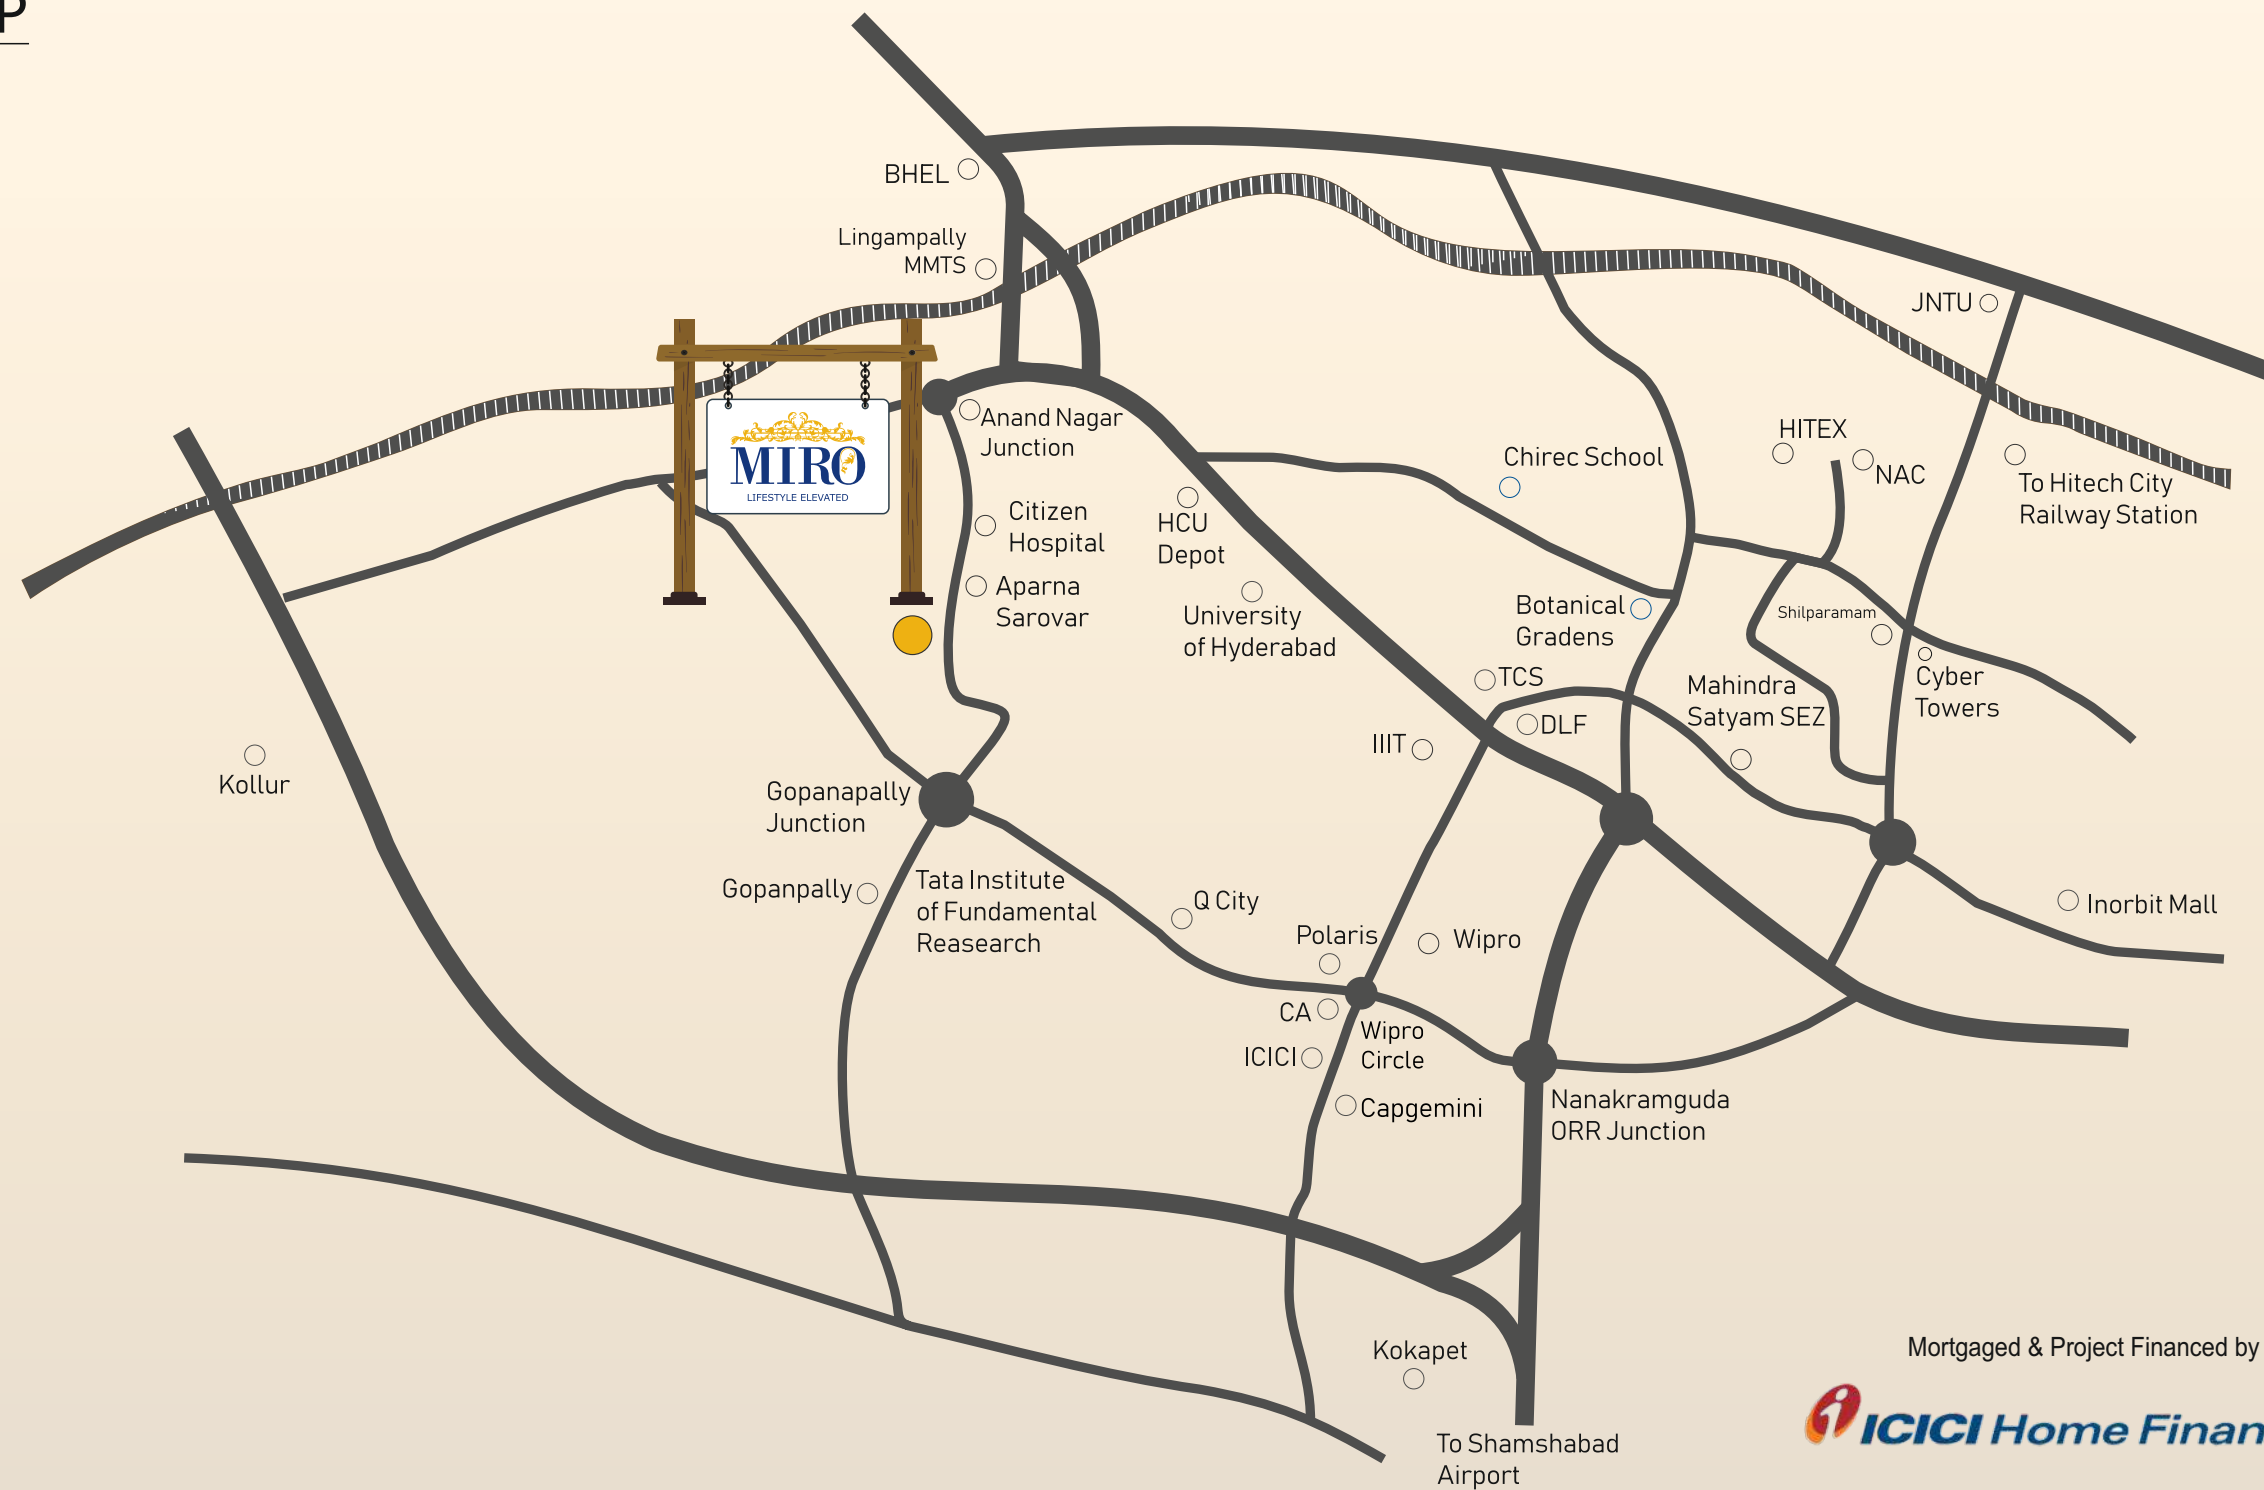 P
BHEL
Lingampally
MMTS
JNTU
Anand Nagar
Junction
MIRO
LIFESTYLE ELEVATED
Chirec School
HITEX
NAC
To Hitech City
Railway Station
Citizen
Hospital
HCU
Depot
Aparna
Sarovar
University
of Hyderabad
Botanical
Gradens
Shilparamam
TCS
Mahindra
Satyam SEZ
Cyber
Towers
DLF
IIIT
Kollur
Gopanapally
Junction
Gopanpally
Tata Institute
of Fundamental
Reasearch
Q City
Inorbit Mall
Polaris
Wipro
CA
Wipro
Circle
ICICI
Capgemini
Nanakramguda
ORR Junction
Kokapet
To Shamshabad
Airport
Mortgaged & Project Financed by
ICICI Home Finan